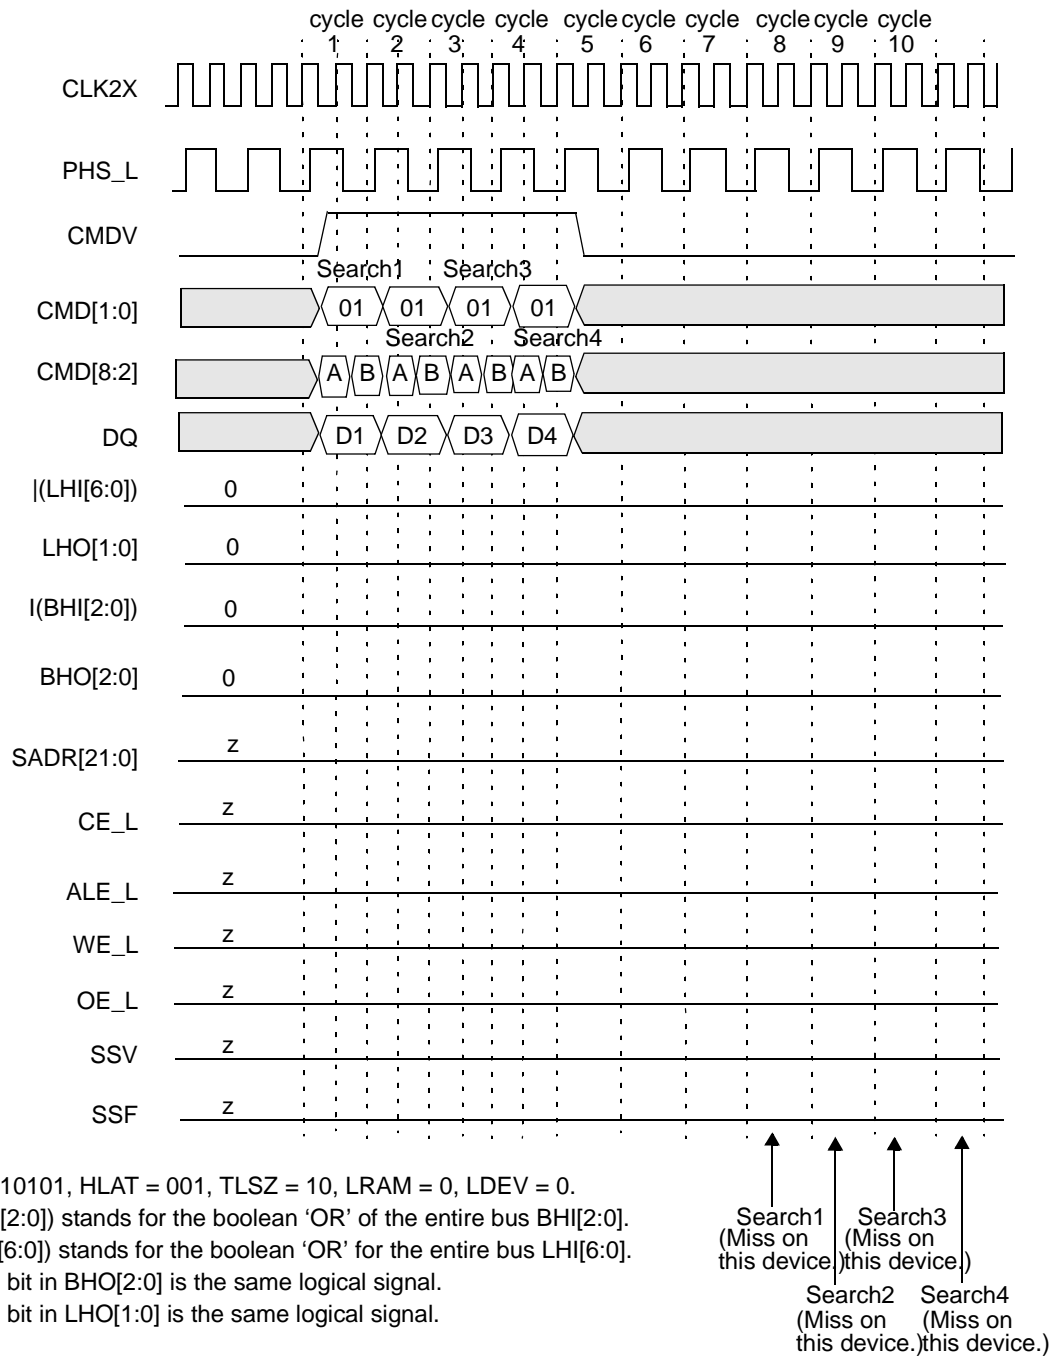 cycle cycle cycle cycle cycle cycle cycle cycle cycle cycle
1 2 3 4 5 6 7 8 9 10
CLK2X
PHS_L
CMDV
Search1 Search3
CMD[1:0] 01 01 01 01
Search2 Search4
CMD[8:2] A B A B A B A B
DQ D1 D2 D3 D4
|(LHI[6:0]) 0
LHO[1:0] 0
I(BHI[2:0]) 0
BHO[2:0] 0
SADR[21:0] z
CE_L z
ALE_L z
WE_L z
OE_L z
SSV z
SSF z
10101, HLAT = 001, TLSZ = 10, LRAM = 0, LDEV = 0.
[2:0]) stands for the boolean ‘OR’ of the entire bus BHI[2:0].
[6:0]) stands for the boolean ‘OR’ for the entire bus LHI[6:0].
bit in BHO[2:0] is the same logical signal.
bit in LHO[1:0] is the same logical signal.
Search1
(Miss on
this device.)
Search3
(Miss on
this device.)
Search2
(Miss on
this device.)
Search4
(Miss on
this device.)